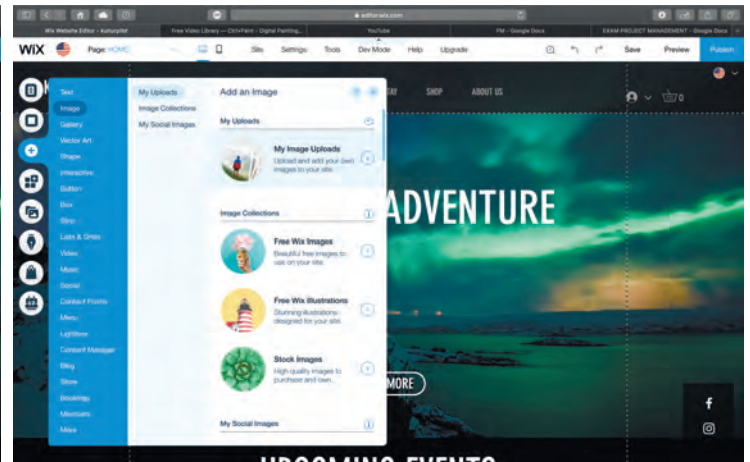 editor.wix.com
Wix Website Editor - Kulturpilot
Free Video Library — Ctrl+Paint - Digital Painting...
YouTube
PM - Google Docs
EXAM PROJECT MANAGEMENT - Google Docs
WiX
Page: HOME
Site
Settings
Tools
Dev Mode
Help
Upgrade
Save
Preview
Publish
Text
Image
Gallery
Vector Art
Shape
Interactive
Button
Box
Strip
Lists & Grids
Video
Music
Social
Content Forms
Menu
Lightbox
Content Manager
Blog
Store
Bookings
Members
More
My Uploads
Image Collections
My Social Images
Add an Image
My Uploads
My Image Uploads
Upload and add your own
images to your site.
Image Collections
Free Wix Images
Beautiful free images to
use on your site.
Free Wix Illustrations
Stunning illustrations
designed for your site.
Stock Images
High-quality images to
purchase and own.
My Social Images
SHOP
ABOUT US
0
ADVENTURE
MORE
UPCOMING EVENTS